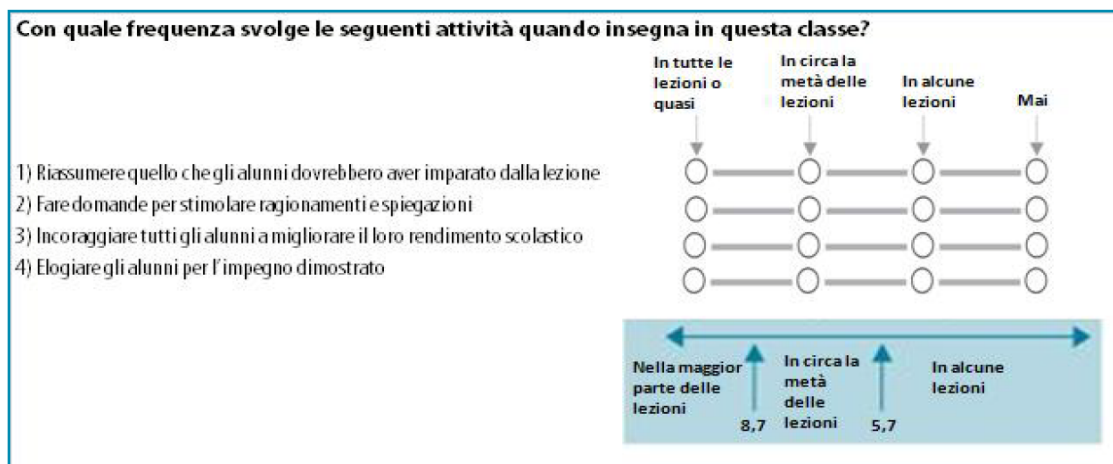 Con quale frequenza svolge le seguenti attività quando insegna in questa classe?
In tutte le
lezioni o
quasi
In circa la
metà delle
lezioni
In alcune
lezioni
Mai
1) Riassumere quello che gli alunni dovrebbero aver imparato dalla lezione
2) Fare domande per stimolare ragionamenti e spiegazioni
3) Incoraggiare tutti gli alunni a migliorare il loro rendimento scolastico
4) Elogiare gli alunni per l'impegno dimostrato
Nella maggior
parte delle
lezioni
8,7
In circa la
metà
delle
lezioni
5,7
In alcune
lezioni